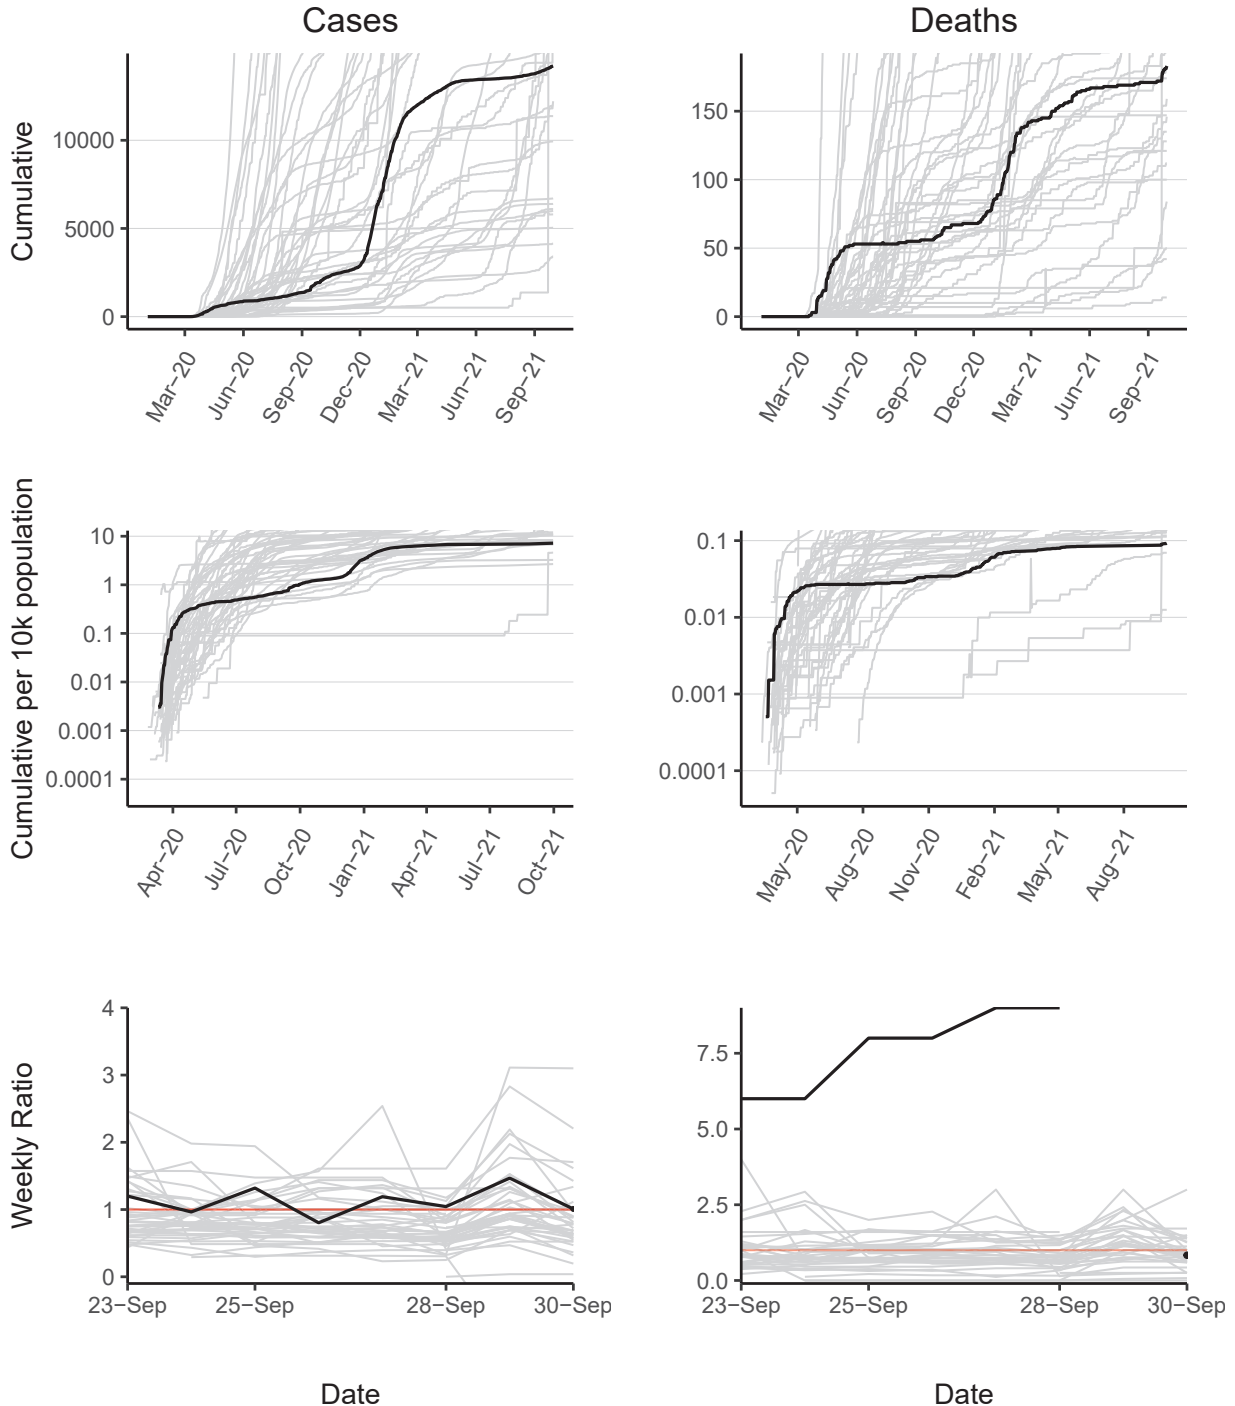 Cases
Deaths
Cumulative
10000
5000
0
Mar−20
Jun−20
Sep−20
Dec−20
Mar−21
Jun−21
Sep−21
150
100
50
0
Mar−20
Jun−20
Sep−20
Dec−20
Mar−21
Jun−21
Sep−21
Cumulative per 10k population
10
1
0.1
0.01
0.001
0.0001
Apr−20
Jul−20
Oct−20
Jan−21
Apr−21
Jul−21
Oct−21
0.1
0.01
0.001
0.0001
May−20
Aug−20
Nov−20
Feb−21
May−21
Aug−21
Weekly Ratio
4
3
2
1
0
23−Sep
25−Sep
28−Sep
30−Sep
7.5
5.0
2.5
0.0
23−Sep
25−Sep
28−Sep
30−Sep
Date
Date